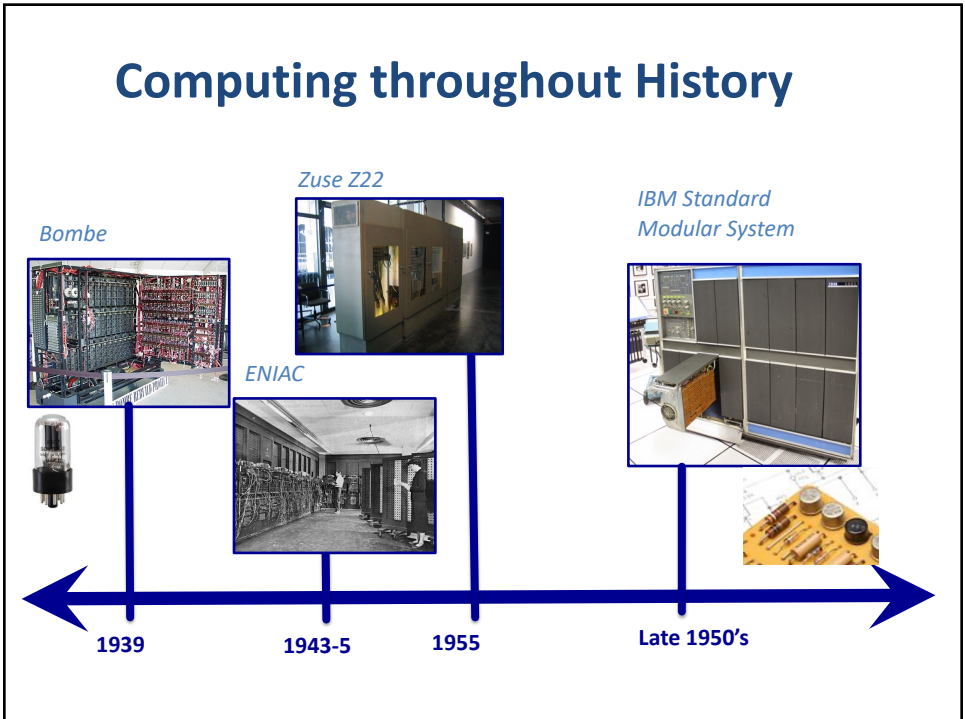 Computing throughout History
Zuse Z22
IBM Standard
Modular System
Bombe
ENIAC
1939
1943-5
1955
Late 1950's